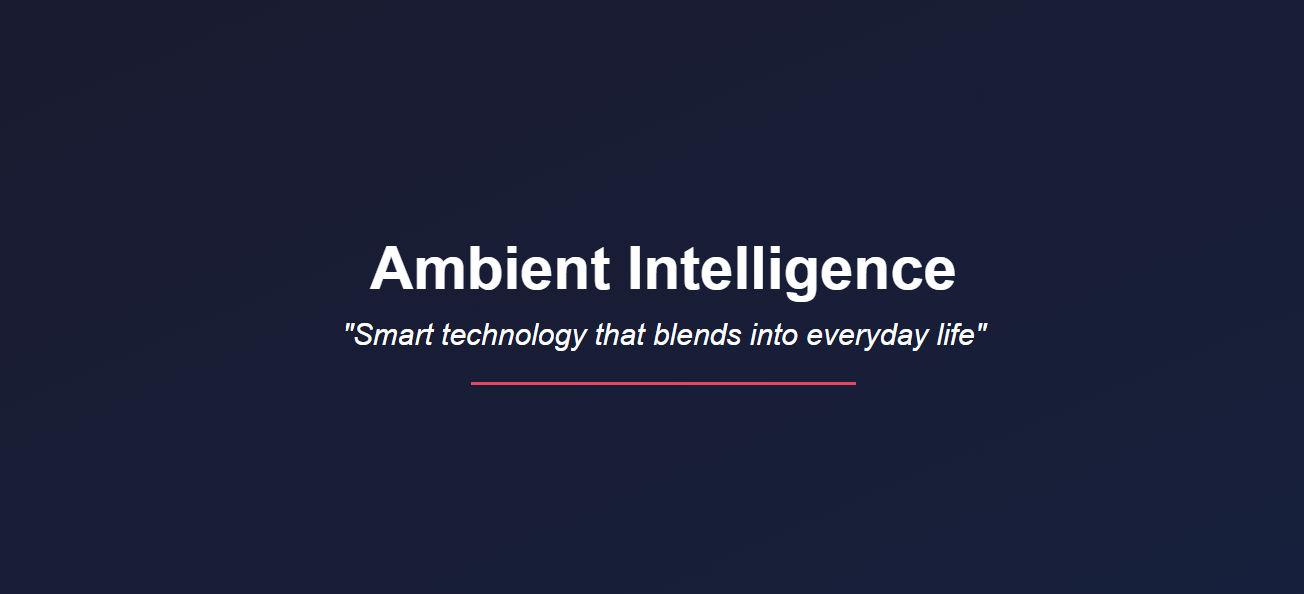 Ambient Intelligence
"Smart technology that blends into everyday life"